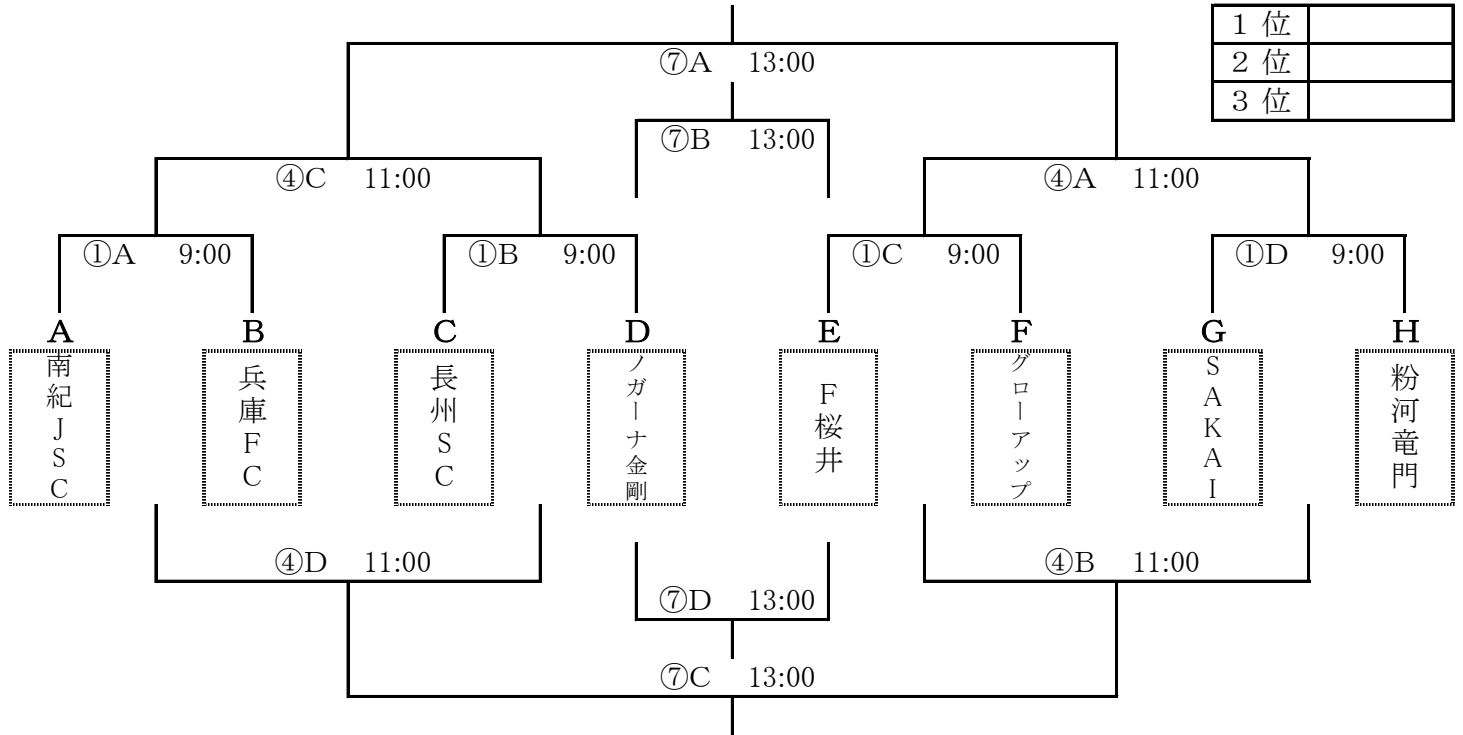 1 位
2 位
3 位
⑦A 13:00
⑦B 13:00
④C 11:00
④A 11:00
①A 9:00
①B 9:00
①C 9:00
①D 9:00
A
B
C
D
E
F
G
H
南紀JSC
兵庫FC
長州SC
ノガーナ金剛
F桜井
グローアップ
SAKAI
粉河竜門
④D 11:00
④B 11:00
⑦D 13:00
⑦C 13:00